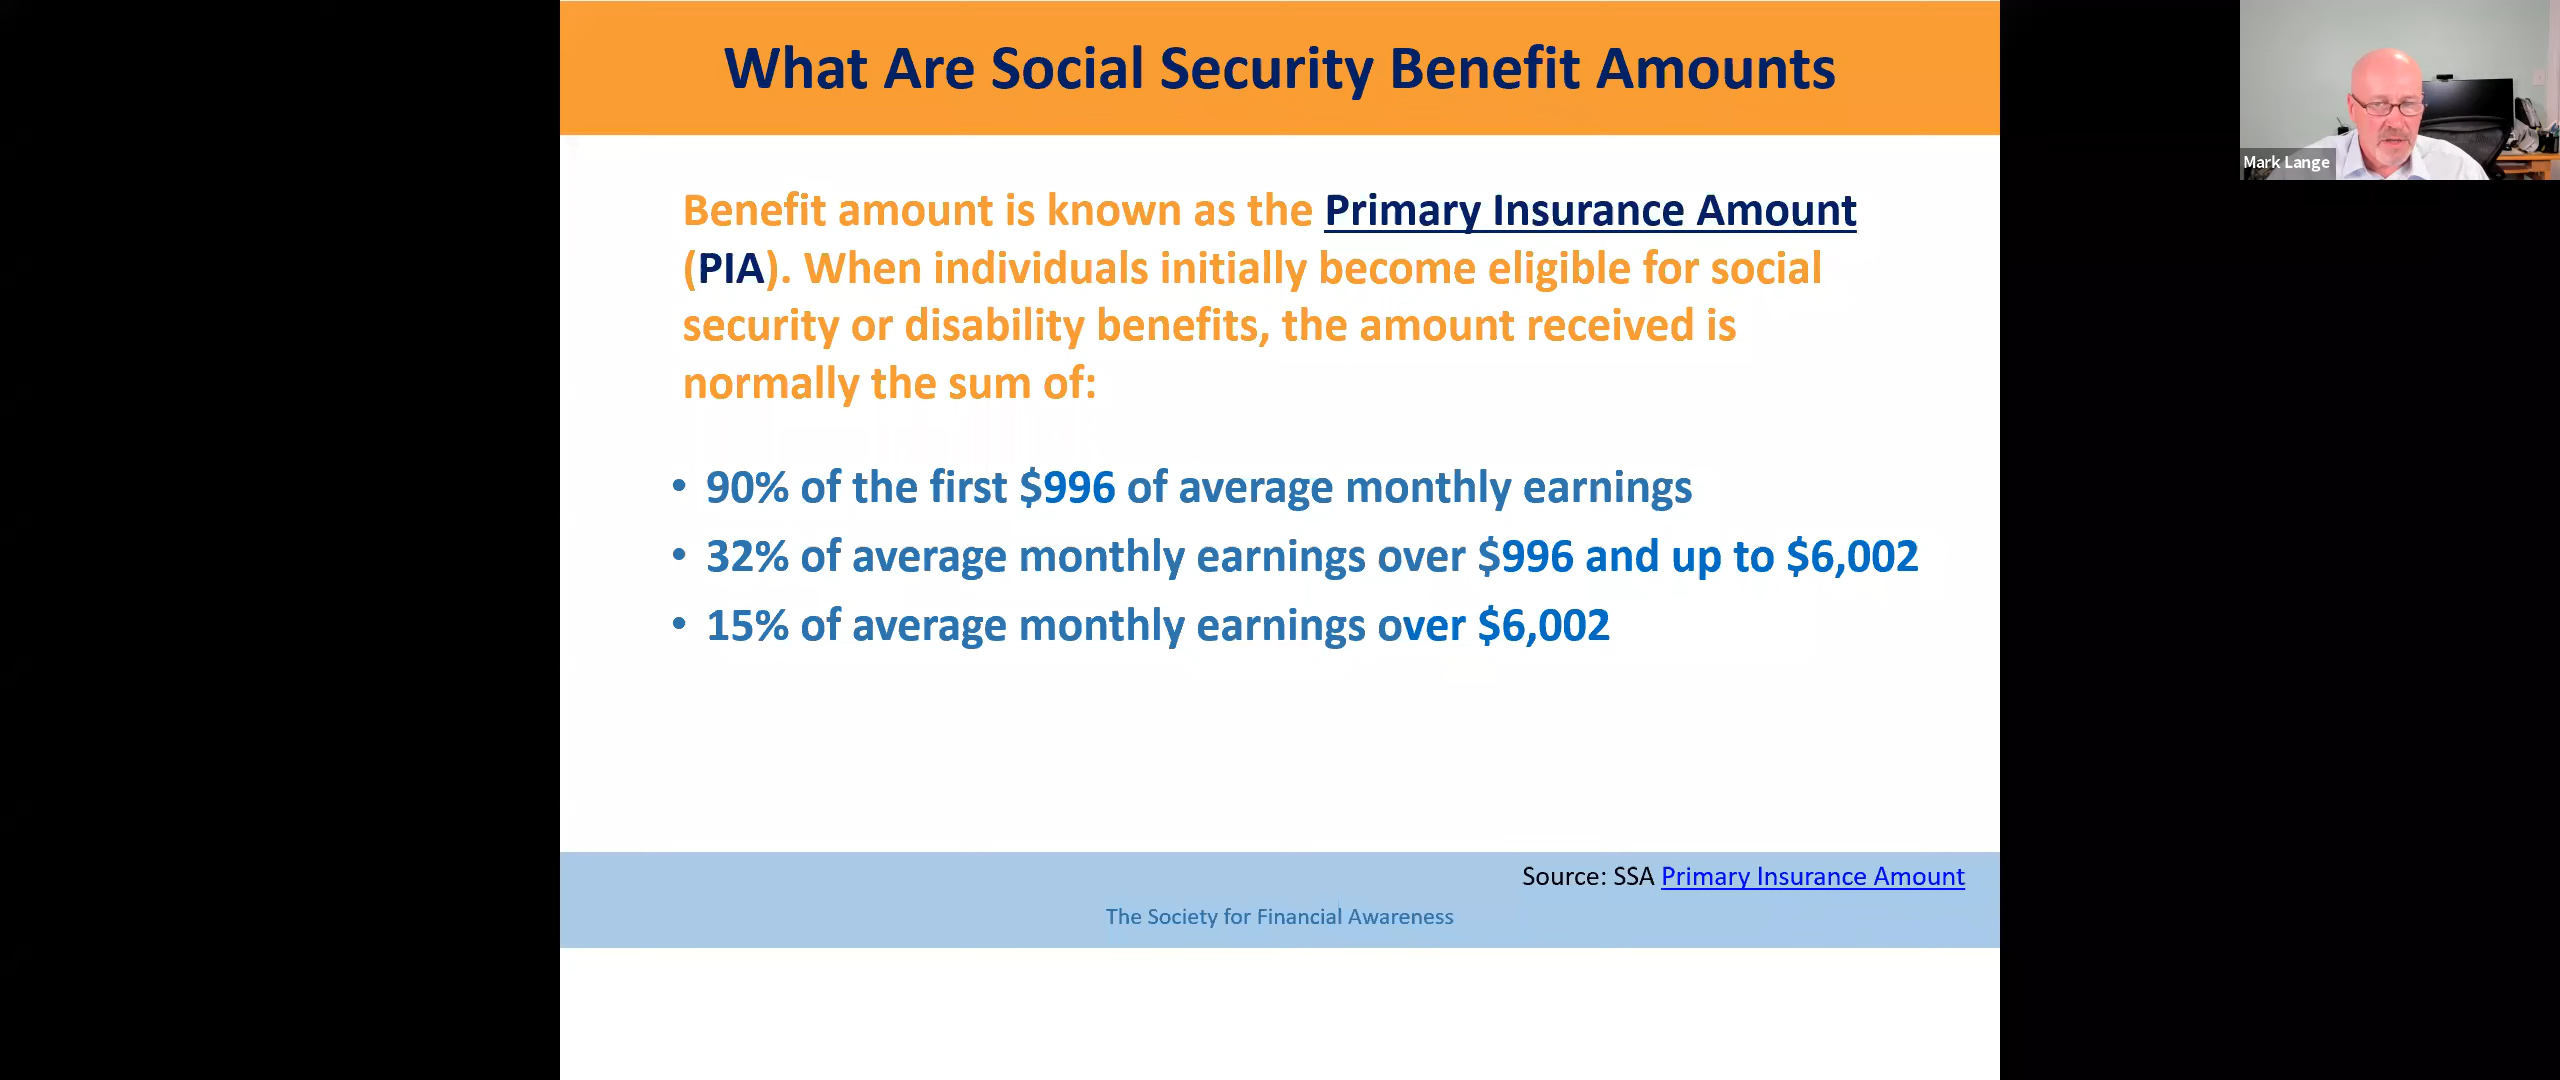 What Are Social Security Benefit Amounts
Mark Lange
Benefit amount is known as the Primary Insurance Amount
(PIA). When individuals initially become eligible for social
security or disability benefits, the amount received is
normally the sum of:
• 90% of the first $996 of average monthly earnings
• 32% of average monthly earnings over $996 and up to $6,002
• 15% of average monthly earnings over $6,002
Source: SSA Primary Insurance Amount
The Society for Financial Awareness